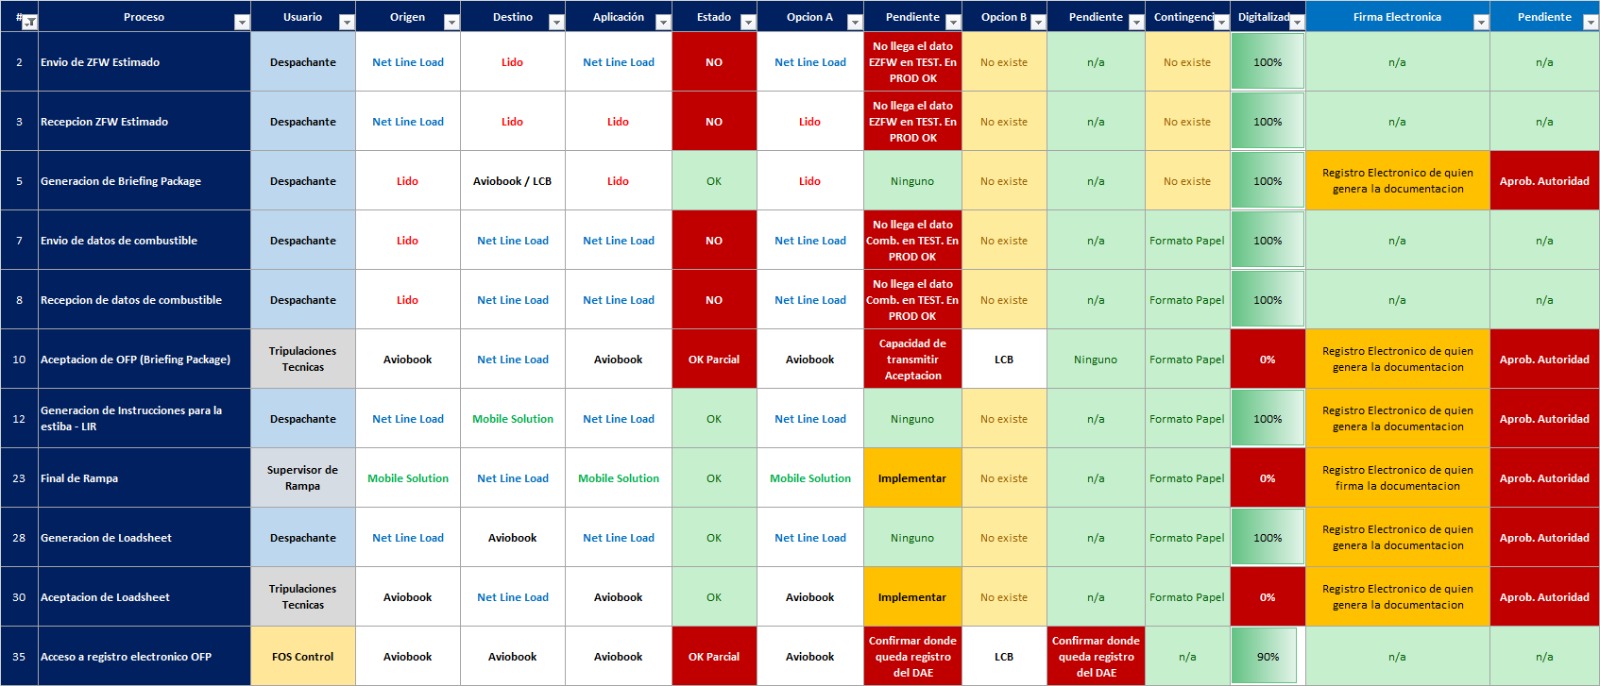 # Proceso Usuario Origen Destino Aplicación Estado Opcion A Pendiente Opcion B Pendiente Contingenci Digitalizad Firma Electronica Pendiente
2 Envio de ZFW Estimado Despachante Net Line Load Lido Net Line Load NO Net Line Load No llega el dato EZFW en TEST. En PROD OK No existe n/a No existe 100% n/a n/a
3 Recepcion ZFW Estimado Despachante Net Line Load Lido Lido NO Lido No llega el dato EZFW en TEST. En PROD OK No existe n/a No existe 100% n/a n/a
5 Generacion de Briefing Package Despachante Lido Aviobook / LCB Lido OK Lido Ninguno No existe n/a No existe 100% Registro Electronico de quien genera la documentacion Aprob. Autoridad
7 Envio de datos de combustible Despachante Lido Net Line Load Net Line Load NO Net Line Load No llega el dato Comb. en TEST. En PROD OK No existe n/a Formato Papel 100% n/a n/a
8 Recepcion de datos de combustible Despachante Lido Net Line Load Net Line Load NO Net Line Load No llega el dato Comb. en TEST. En PROD OK No existe n/a Formato Papel 100% n/a n/a
10 Aceptacion de OFP (Briefing Package) Tripulaciones Tecnicas Aviobook Net Line Load Aviobook OK Parcial Aviobook Capacidad de transmitir Aceptacion LCB Ninguno Formato Papel 0% Registro Electronico de quien genera la documentacion Aprob. Autoridad
12 Generacion de Instrucciones para la estiba - LIR Despachante Net Line Load Mobile Solution Net Line Load OK Net Line Load Ninguno No existe n/a Formato Papel 100% Registro Electronico de quien genera la documentacion Aprob. Autoridad
23 Final de Rampa Supervisor de Rampa Mobile Solution Net Line Load Mobile Solution OK Mobile Solution Implementar No existe n/a Formato Papel 0% Registro Electronico de quien firma la documentacion Aprob. Autoridad
28 Generacion de Loadsheet Despachante Net Line Load Aviobook Net Line Load OK Net Line Load Ninguno No existe n/a Formato Papel 100% Registro Electronico de quien genera la documentacion Aprob. Autoridad
30 Aceptacion de Loadsheet Tripulaciones Tecnicas Aviobook Net Line Load Aviobook OK Aviobook Implementar No existe n/a Formato Papel 0% Registro Electronico de quien genera la documentacion Aprob. Autoridad
35 Acceso a registro electronico OFP FOS Control Aviobook Aviobook Aviobook OK Parcial Aviobook Confirmar donde queda registro del DAE LCB Confirmar donde queda registro del DAE n/a 90% n/a n/a